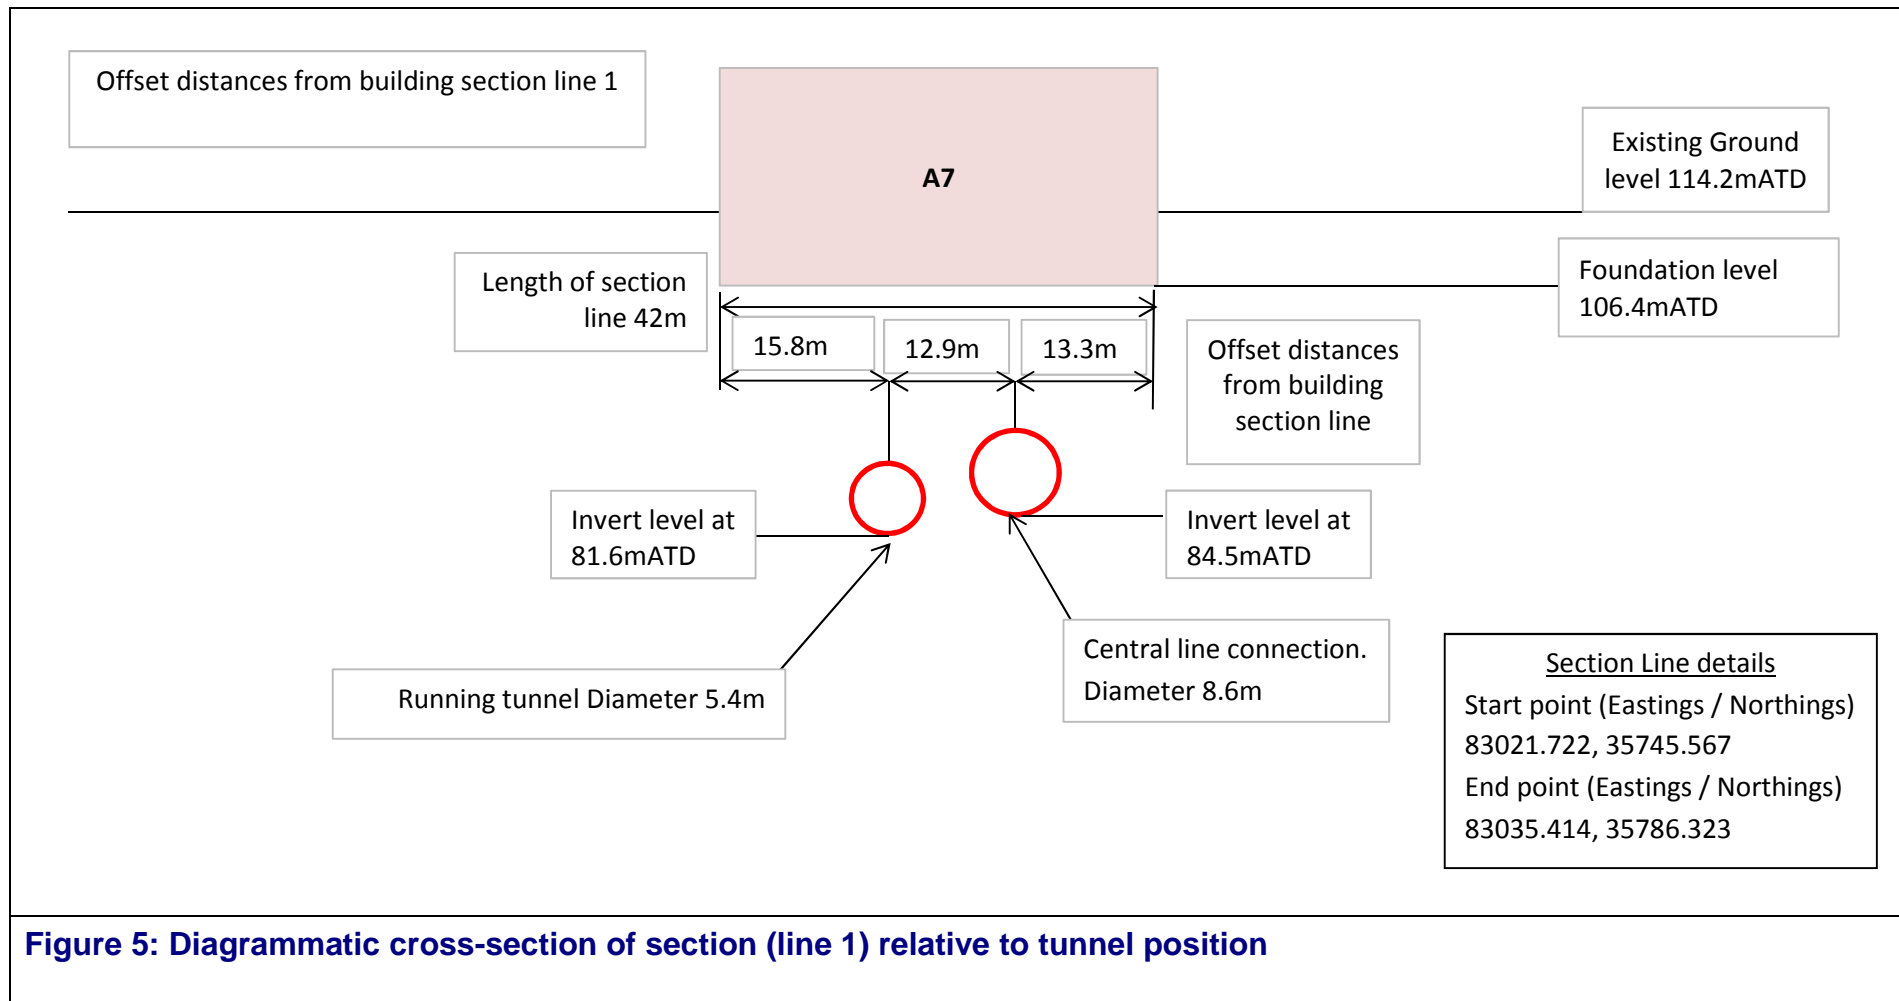 Offset distances from building section line 1
A7
Existing Ground
level 114.2mATD
Length of section
line 42m
Foundation level
106.4mATD
15.8m
12.9m
13.3m
Offset distances
from building
section line
Invert level at
81.6mATD
Invert level at
84.5mATD
Running tunnel Diameter 5.4m
Central line connection.
Diameter 8.6m
Section Line details
Start point (Eastings / Northings)
83021.722, 35745.567
End point (Eastings / Northings)
83035.414, 35786.323
Figure 5: Diagrammatic cross-section of section (line 1) relative to tunnel position